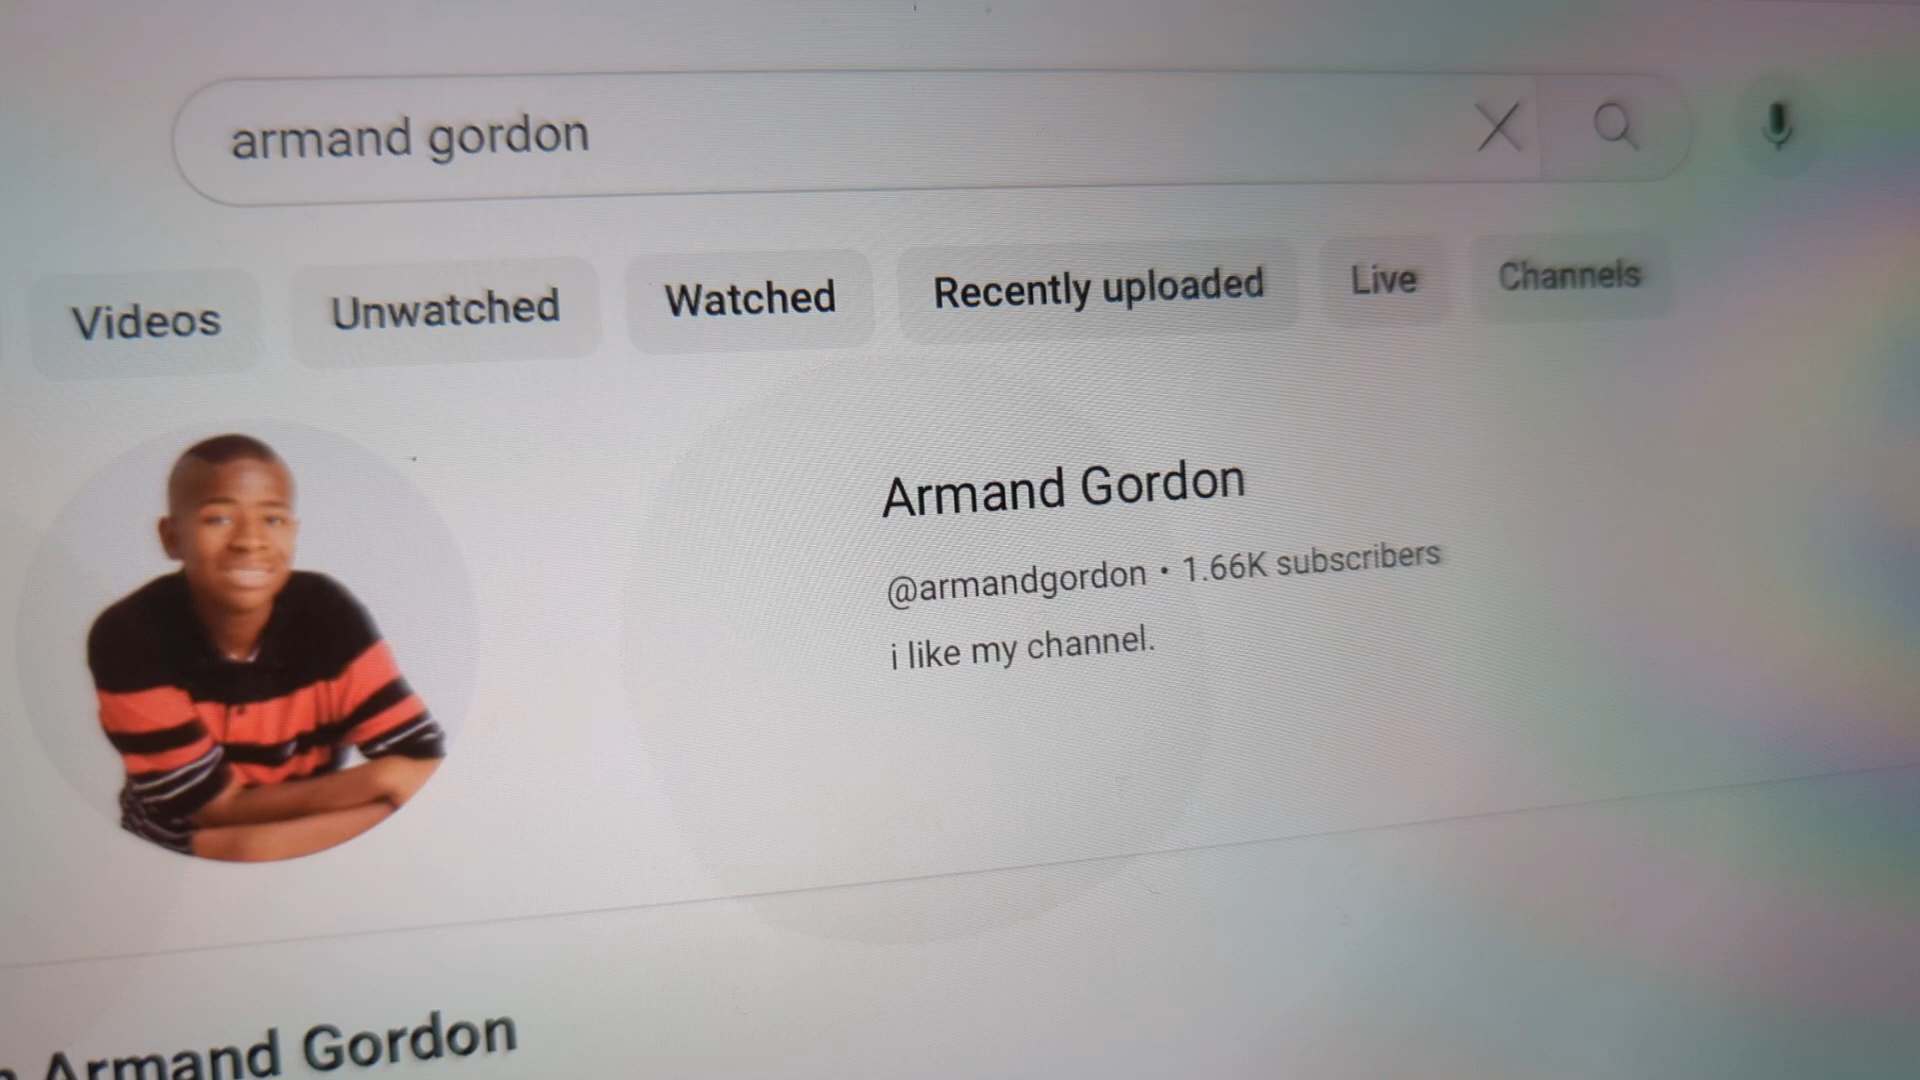 armand gordon
Videos Unwatched Watched Recently uploaded Live Channels
Armand Gordon
@armandgordon • 1.66K subscribers
i like my channel.
Armand Gordon